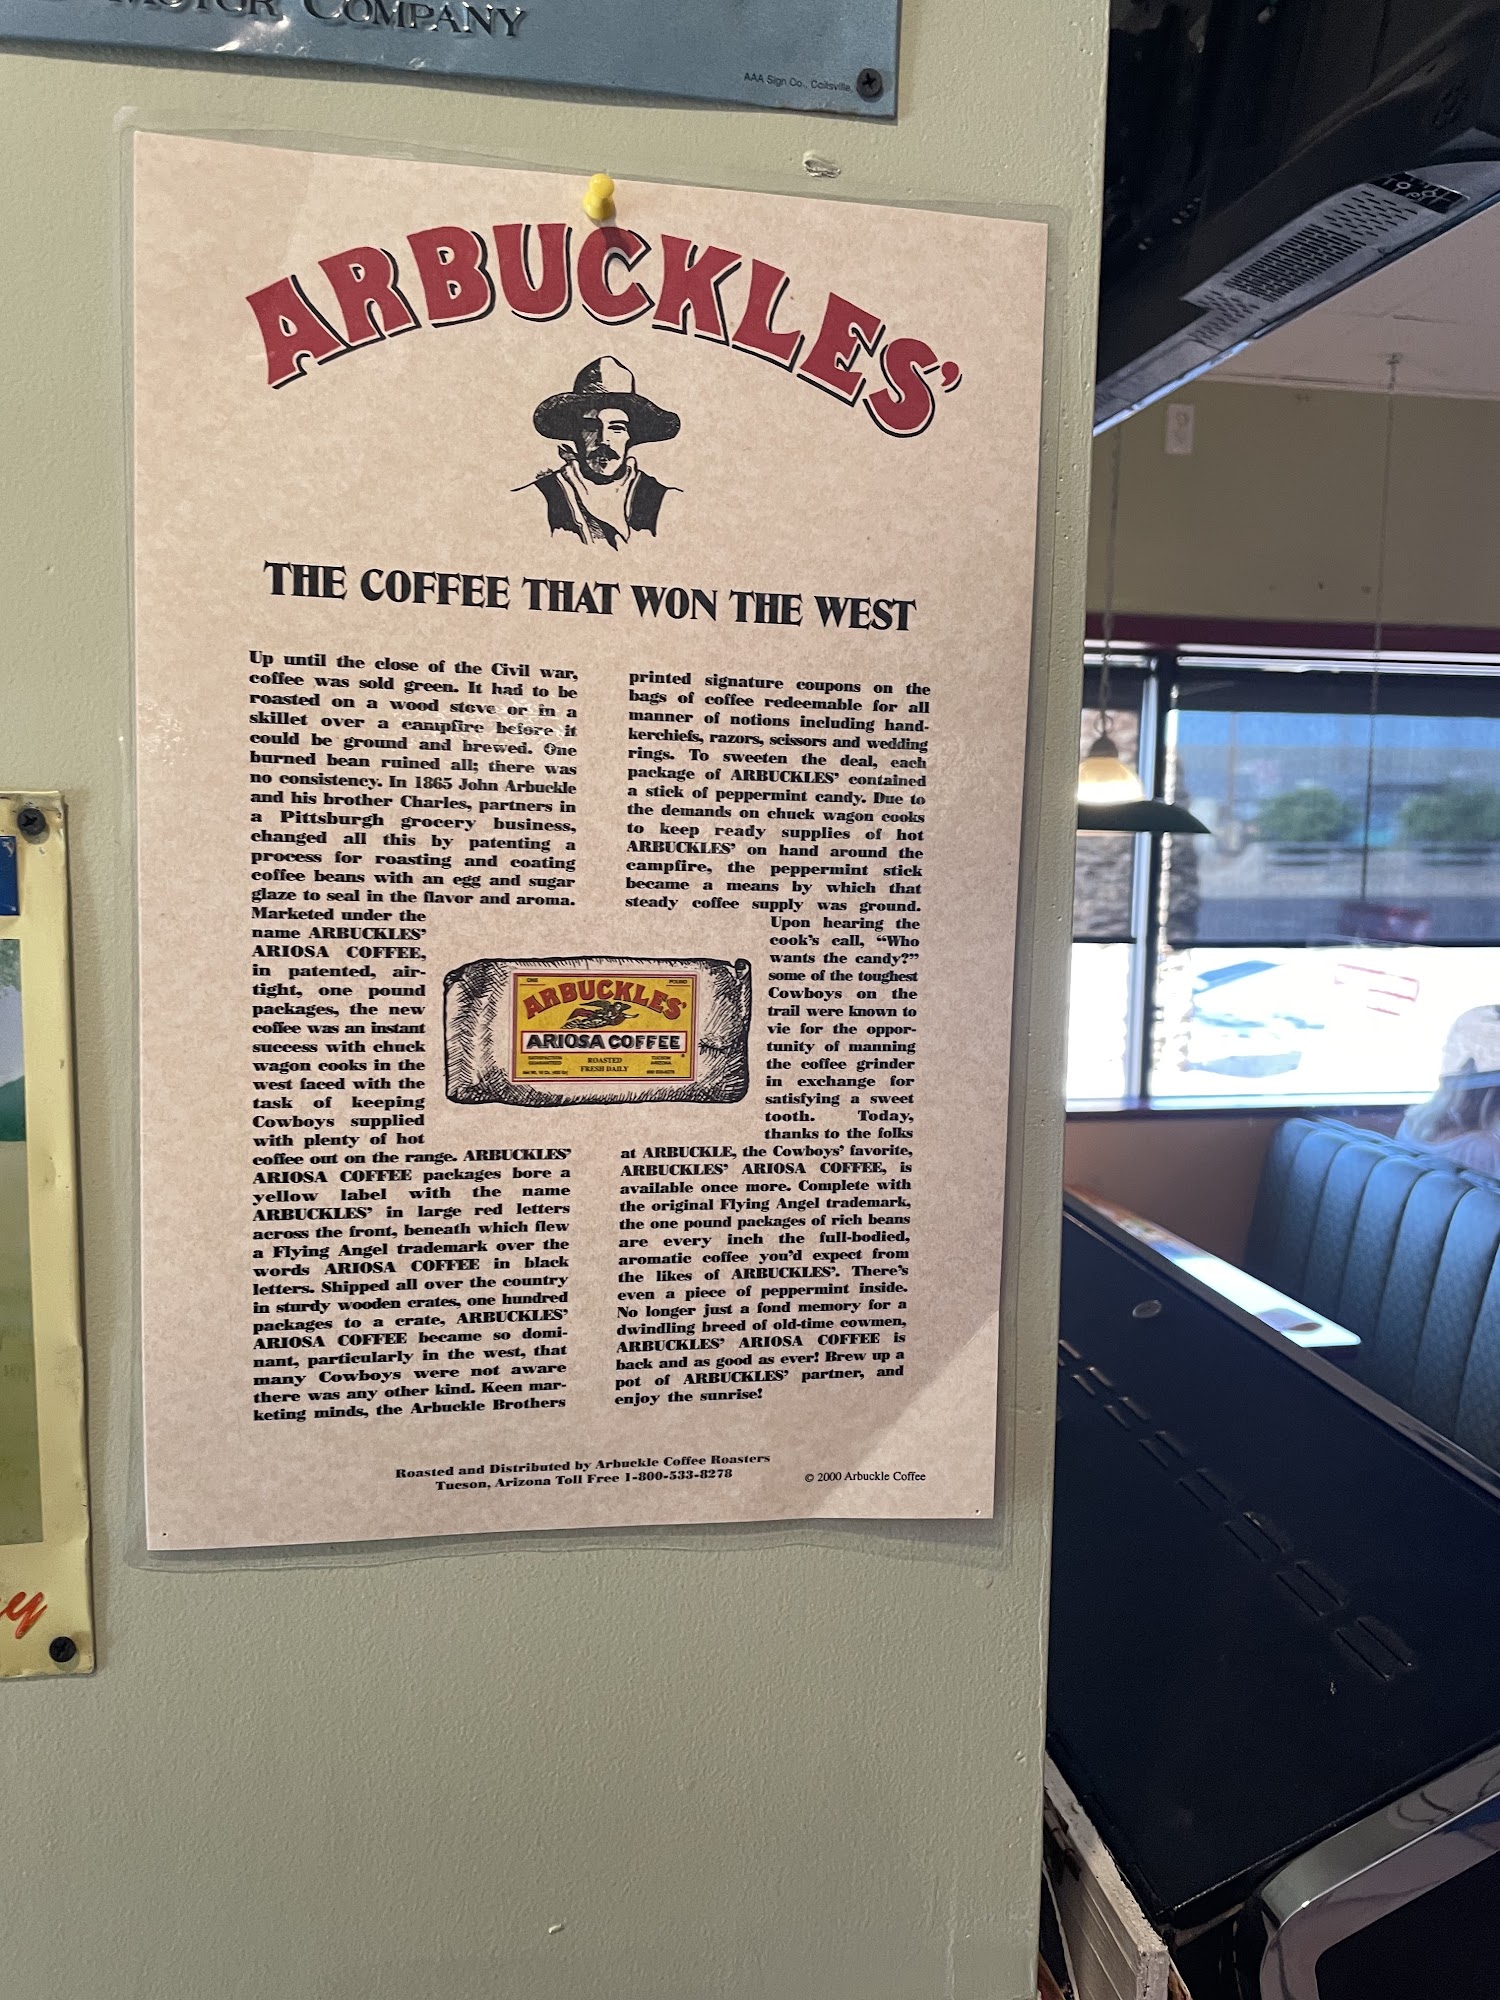 MOTOR COMPANY
AAA Sign Co., Coitsville,
ARBUCKLES'
THE COFFEE THAT WON THE WEST
Up until the close of the Civil war,
coffee was sold green. It had to be
roasted on a wood stove or in a
skillet over a campfire before it
could be ground and brewed. One
burned bean ruined all; there was
no consistency. In 1865 John Arbuckle
and his brother Charles, partners in
a Pittsburgh grocery business,
changed all this by patenting a
process for roasting and coating
coffee beans with an egg and sugar
glaze to seal in the flavor and aroma.
Marketed under the
name ARBUCKLES'
ARIOSA COFFEE,
in patented, air-
tight, one pound
packages, the new
coffee was an instant
success with chuck
wagon cooks in the
west faced with the
task of keeping
Cowboys supplied
with plenty of hot
coffee out on the range. ARBUCKLES'
ARIOSA COFFEE packages bore a
yellow label with the name
ARBUCKLES' in large red letters
across the front, beneath which flew
a Flying Angel trademark over the
words ARIOSA COFFEE in black
letters. Shipped all over the country
in sturdy wooden crates, one hundred
packages to a crate, ARBUCKLES'
ARIOSA COFFEE became so domi-
nant, particularly in the west, that
many Cowboys were not aware
there was any other kind. Keen mar-
keting minds, the Arbuckle Brothers
printed signature coupons on the
bags of coffee redeemable for all
manner of notions including hand-
kerchiefs, razors, scissors and wedding
rings. To sweeten the deal, each
package of ARBUCKLES' contained
a stick of peppermint candy. Due to
the demands on chuck wagon cooks
to keep ready supplies of hot
ARBUCKLES' on hand around the
campfire, the peppermint stick
became a means by which that
steady coffee supply was ground.
Upon hearing the
cook's call, “Who
wants the candy?”
some of the toughest
Cowboys on the
trail were known to
vie for the oppor-
tunity of manning
the coffee grinder
in exchange for
satisfying a sweet
tooth. Today,
thanks to the folks
at ARBUCKLE, the Cowboys' favorite,
ARBUCKLES' ARIOSA COFFEE, is
available once more. Complete with
the original Flying Angel trademark,
the one pound packages of rich beans
are every inch the full-bodied,
aromatic coffee you'd expect from
the likes of ARBUCKLES'. There's
even a piece of peppermint inside.
No longer just a fond memory for a
dwindling breed of old-time cowmen,
ARBUCKLES' ARIOSA COFFEE is
back and as good as ever! Brew up a
pot of ARBUCKLES' partner, and
enjoy the sunrise!
ONE POUND
ARBUCKLES'
ARIOSA COFFEE
SATISFACTION
GUARANTEED
ROASTED
FRESH DAILY
TUCSON
ARIZONA
Roasted and Distributed by Arbuckle Coffee Roasters
Tucson, Arizona Toll Free 1-800-533-8278
© 2000 Arbuckle Coffee